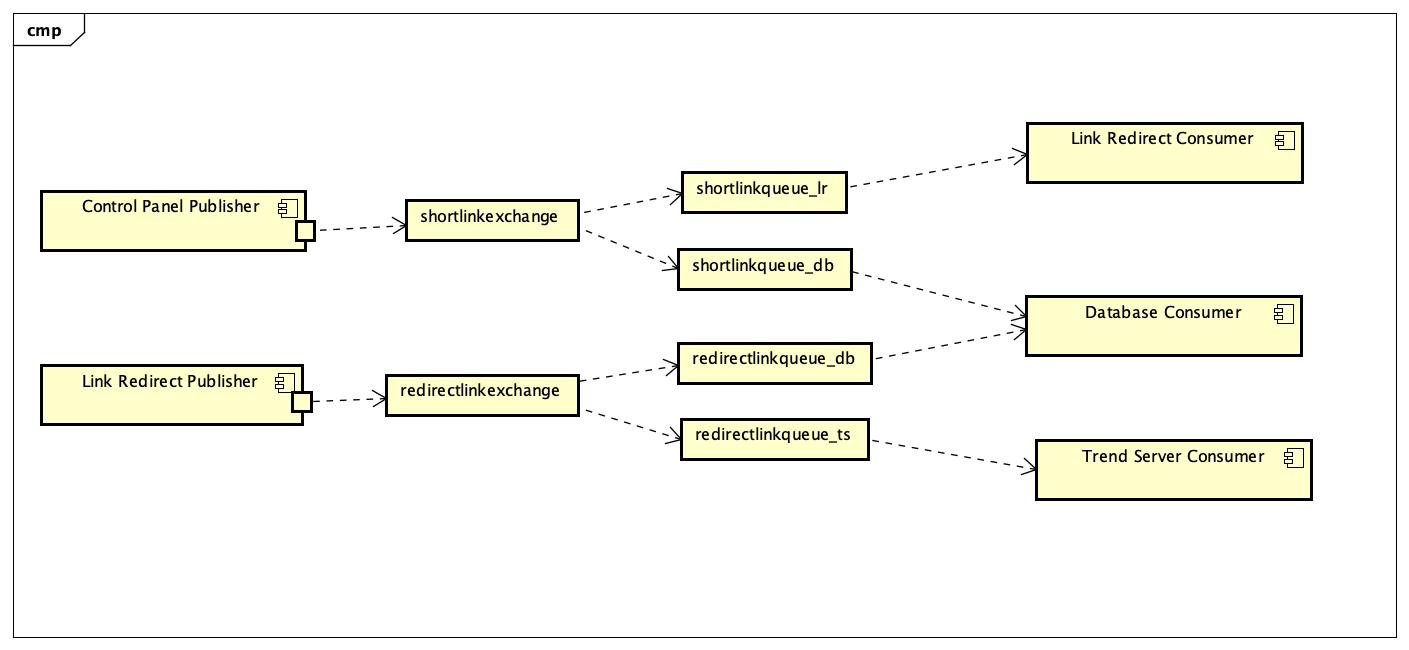 cmp
Link Redirect Consumer
shortlinkqueue_lr
Control Panel Publisher
shortlinkexchange
shortlinkqueue_db
Database Consumer
redirectlinkqueue_db
Link Redirect Publisher
redirectlinkexchange
redirectlinkqueue_ts
Trend Server Consumer